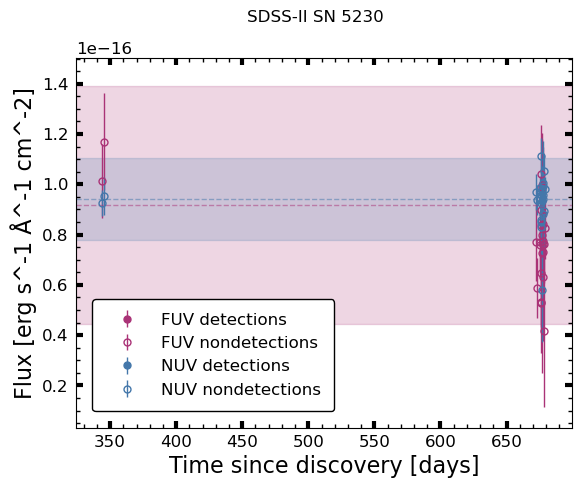 SDSS-II SN 5230
1e−16
1.4
1.2
1.0
0.8
0.6
0.4
0.2
Flux [erg s^-1 Å^-1 cm^-2]
FUV detections
FUV nondetections
NUV detections
NUV nondetections
350 400 450 500 550 600 650
Time since discovery [days]